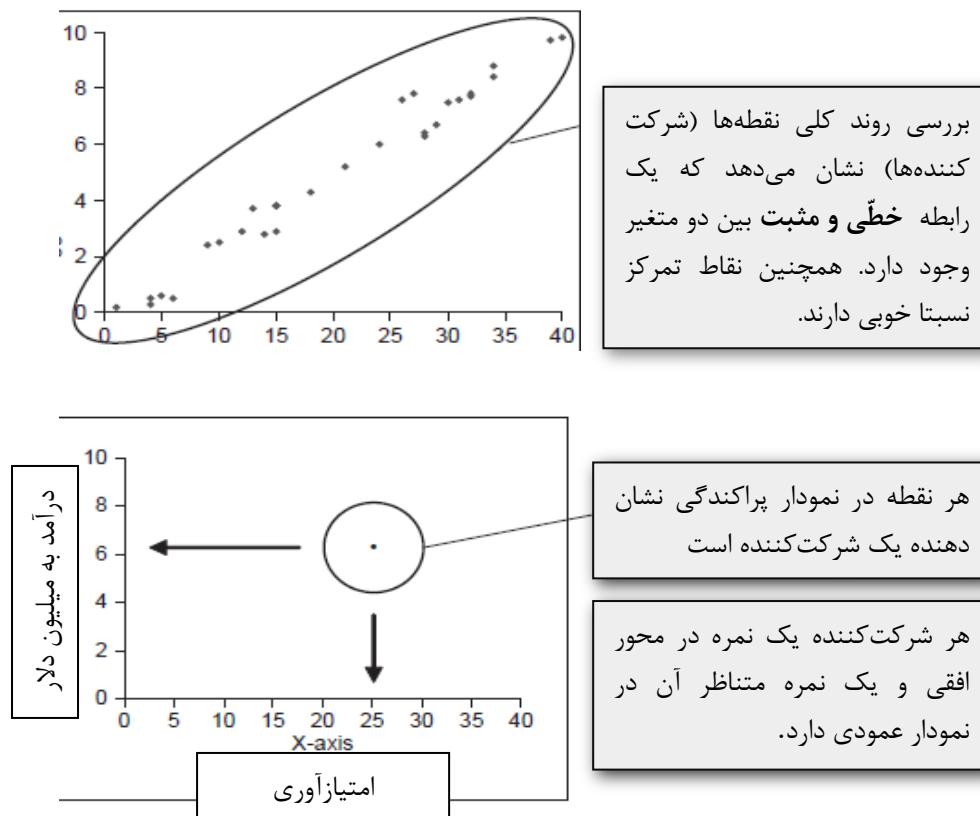 10
8
6
4
2
0
0 5 10 15 20 25 30 35 40
بررسی روند کلی نقطه‌ها (شرکت
کننده‌ها) نشان می‌دهد که یک
رابطه خطّی و مثبت بین دو متغیر
وجود دارد. همچنین نقاط تمرکز
نسبتا خوبی دارند.
درآمد به میلیون دلار
10
8
6
4
2
0
0 5 10 15 20 25 30 35 40
X-axis
امتیازآوری
هر نقطه در نمودار پراکندگی نشان
دهنده یک شرکت‌کننده است
هر شرکت‌کننده یک نمره در محور
افقی و یک نمره متناظر آن در
نمودار عمودی دارد.